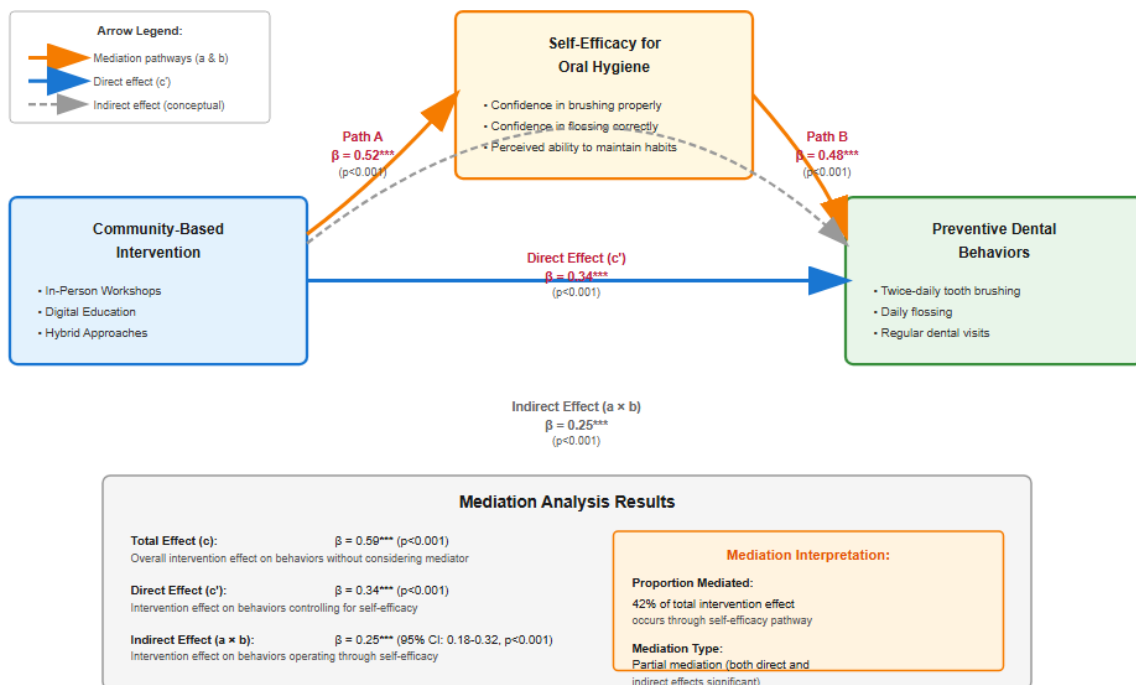 Arrow Legend:
Mediation pathways (a & b)
Direct effect (c')
Indirect effect (conceptual)
Self-Efficacy for
Oral Hygiene
• Confidence in brushing properly
• Confidence in flossing correctly
• Perceived ability to maintain habits
Path A
β = 0.52***
(p<0.001)
Path B
β = 0.48***
(p<0.001)
Community-Based
Intervention
• In-Person Workshops
• Digital Education
• Hybrid Approaches
Direct Effect (c')
β = 0.34***
(p<0.001)
Preventive Dental
Behaviors
• Twice-daily tooth brushing
• Daily flossing
• Regular dental visits
Indirect Effect (a × b)
β = 0.25***
(p<0.001)
Mediation Analysis Results
Total Effect (c): β = 0.59*** (p<0.001)
Overall intervention effect on behaviors without considering mediator
Direct Effect (c'): β = 0.34*** (p<0.001)
Intervention effect on behaviors controlling for self-efficacy
Indirect Effect (a × b): β = 0.25*** (95% CI: 0.18-0.32, p<0.001)
Intervention effect on behaviors operating through self-efficacy
Mediation Interpretation:
Proportion Mediated:
42% of total intervention effect
occurs through self-efficacy pathway
Mediation Type:
Partial mediation (both direct and
indirect effects significant)